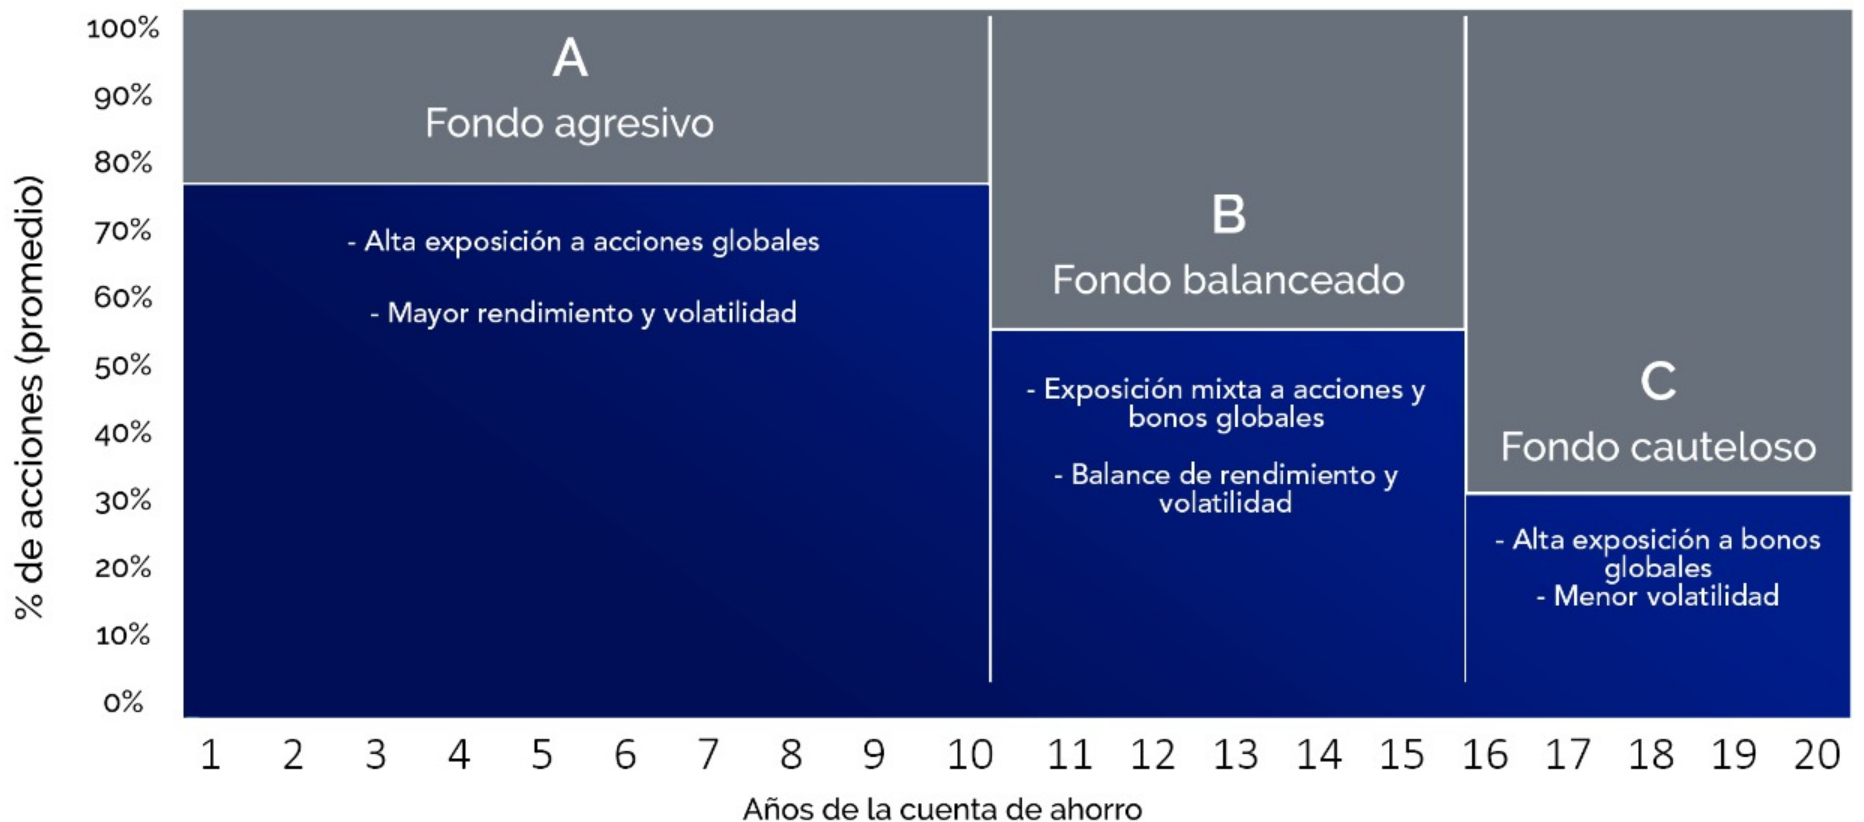 100%
90%
80%
70%
60%
50%
40%
30%
20%
10%
0%
% de acciones (promedio)
A
Fondo agresivo
- Alta exposición a acciones globales
- Mayor rendimiento y volatilidad
B
Fondo balanceado
- Exposición mixta a acciones y
bonos globales
- Balance de rendimiento y
volatilidad
C
Fondo cauteloso
- Alta exposición a bonos
globales
- Menor volatilidad
1 2 3 4 5 6 7 8 9 10 11 12 13 14 15 16 17 18 19 20
Años de la cuenta de ahorro